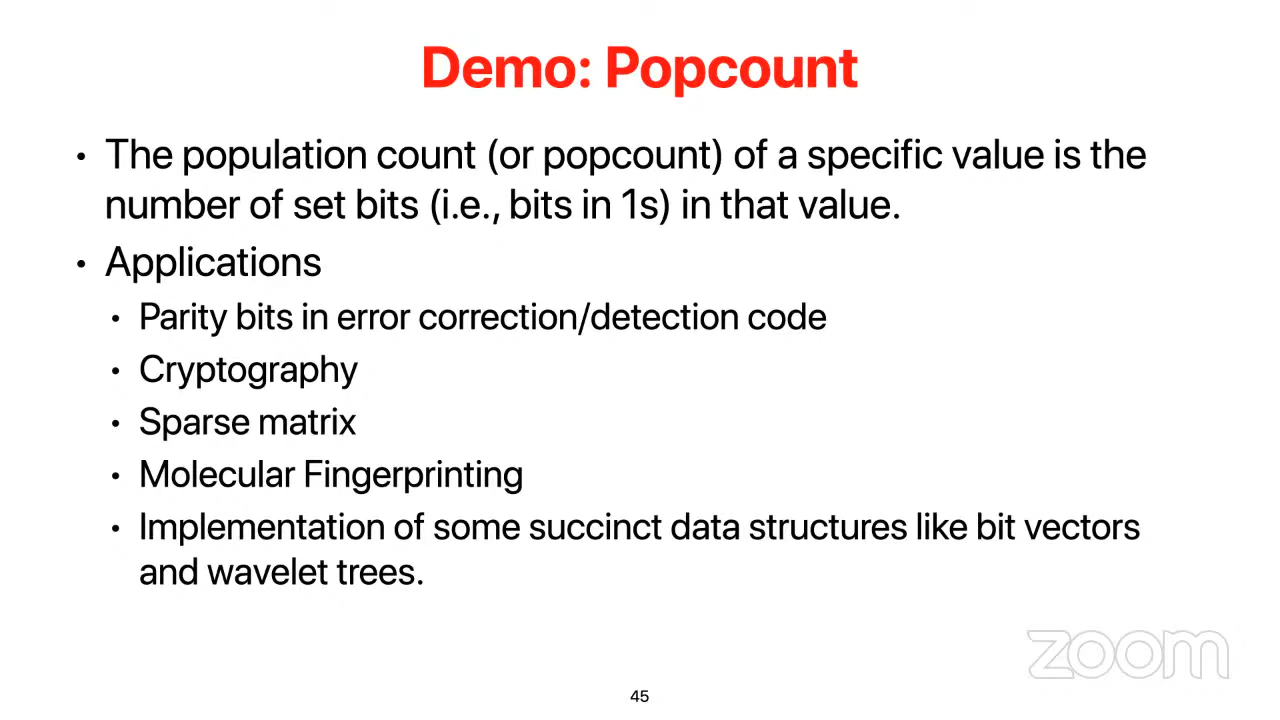 Demo: Popcount
• The population count (or popcount) of a specific value is the
number of set bits (i.e., bits in 1s) in that value.
• Applications
• Parity bits in error correction/detection code
• Cryptography
• Sparse matrix
• Molecular Fingerprinting
• Implementation of some succinct data structures like bit vectors
and wavelet trees.
zoom
45